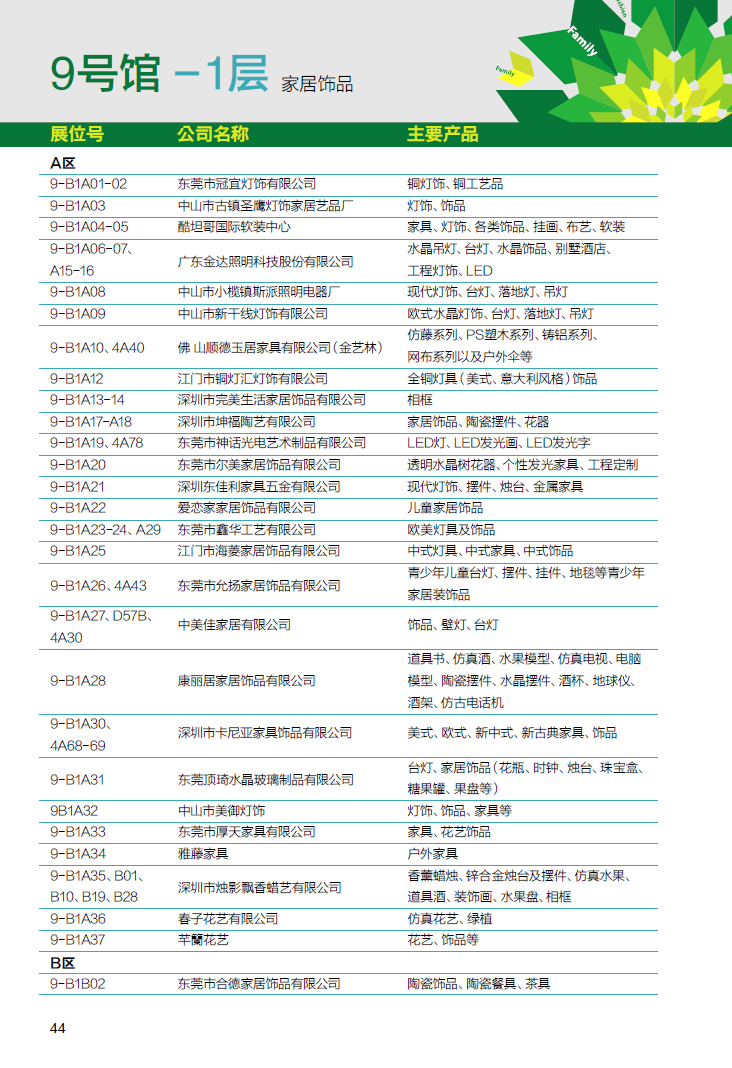 9号馆 -1层 家居饰品
Family
Family
展位号 公司名称 主要产品
A区
9-B1A01-02 东莞市冠宜灯饰有限公司 铜灯饰、铜工艺品
9-B1A03 中山市古镇圣鹰灯饰家居艺品厂 灯饰、饰品
9-B1A04-05 酷坦哥国际软装中心 家具、灯饰、各类饰品、挂画、布艺、软装
9-B1A06-07、
A15-16 广东金达照明科技股份有限公司 水晶吊灯、台灯、水晶饰品、别墅酒店、
工程灯饰、LED
9-B1A08 中山市小榄镇斯派照明电器厂 现代灯饰、台灯、落地灯、吊灯
9-B1A09 中山市新干线灯饰有限公司 欧式水晶灯饰、台灯、落地灯、吊灯
9-B1A10、4A40 佛 山顺德玉居家具有限公司（金艺林） 仿藤系列、PS塑木系列、铸铝系列、
网布系列以及户外伞等
9-B1A12 江门市铜灯汇灯饰有限公司 全铜灯具（美式、意大利风格）饰品
9-B1A13-14 深圳市完美生活家居饰品有限公司 相框
9-B1A17-A18 深圳市坤福陶艺有限公司 家居饰品、陶瓷摆件、花器
9-B1A19、4A78 东莞市神话光电艺术制品有限公司 LED灯、LED发光画、LED发光字
9-B1A20 东莞市尔美家居饰品有限公司 透明水晶树花器、个性发光家具、工程定制
9-B1A21 深圳东佳利家具五金有限公司 现代灯饰、摆件、烛台、金属家具
9-B1A22 爱恋家家居饰品有限公司 儿童家居饰品
9-B1A23-24、A29 东莞市鑫华工艺有限公司 欧美灯具及饰品
9-B1A25 江门市海菱家居饰品有限公司 中式灯具、中式家具、中式饰品
9-B1A26、4A43 东莞市允扬家居饰品有限公司 青少年儿童台灯、摆件、挂件、地毯等青少年
家居装饰品
9-B1A27、D57B、
4A30 中美佳家居有限公司 饰品、壁灯、台灯
9-B1A28 康丽居家居饰品有限公司 道具书、仿真酒、水果模型、仿真电视、电脑
模型、陶瓷摆件、水晶摆件、酒杯、地球仪、
酒架、仿古电话机
9-B1A30、
4A68-69 深圳市卡尼亚家具饰品有限公司 美式、欧式、新中式、新古典家具、饰品
9-B1A31 东莞顶琦水晶玻璃制品有限公司 台灯、家居饰品（花瓶、时钟、烛台、珠宝盒、
糖果罐、果盘等）
9B1A32 中山市美御灯饰 灯饰、饰品、家具等
9-B1A33 东莞市厚天家具有限公司 家具、花艺饰品
9-B1A34 雅藤家具 户外家具
9-B1A35、B01、
B10、B19、B28 深圳市烛影飘香蜡艺有限公司 香薰蜡烛、锌合金烛台及摆件、仿真水果、
道具酒、装饰画、水果盘、相框
9-B1A36 春子花艺有限公司 仿真花艺、绿植
9-B1A37 芊蘭花艺 花艺、饰品等
B区
9-B1B02 东莞市合德家居饰品有限公司 陶瓷饰品、陶瓷餐具、茶具
44